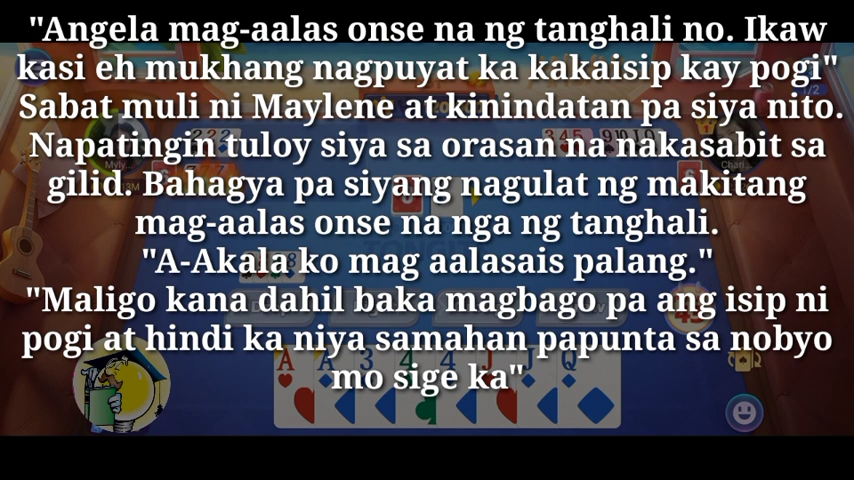 "Angela mag-aalas onse na ng tanghali no. Ikaw
kasi eh mukhang nagpuyat ka kakaisip kay pogi"
Sabat muli ni Maylene at kinindatan pa siya nito.
Napatingin tuloy siya sa orasan na nakasabit sa
gilid. Bahagya pa siyang nagulat ng makitang
mag-aalas onse na nga ng tanghali.
"A-Akala ko mag aalasais palang."
"Maligo kana dahil baka magbago pa ang isip ni
pogi at hindi ka niya samahan papunta sa nobyo
mo sige ka"
A A 3 4 4 J J Q